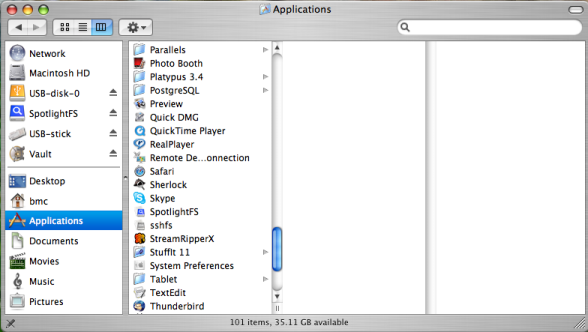 Applications
Network
Macintosh HD
USB-disk-0
SpotlightFS
USB-stick
Vault
Desktop
bmc
Applications
Documents
Movies
Music
Pictures
Parallels
Photo Booth
Platypus 3.4
PostgreSQL
Preview
Quick DMG
QuickTime Player
RealPlayer
Remote De...onnection
Safari
Sherlock
Skype
SpotlightFS
sshfs
StreamRipperX
StuffIt 11
System Preferences
Tablet
TextEdit
Thunderbird
101 items, 35.11 GB available